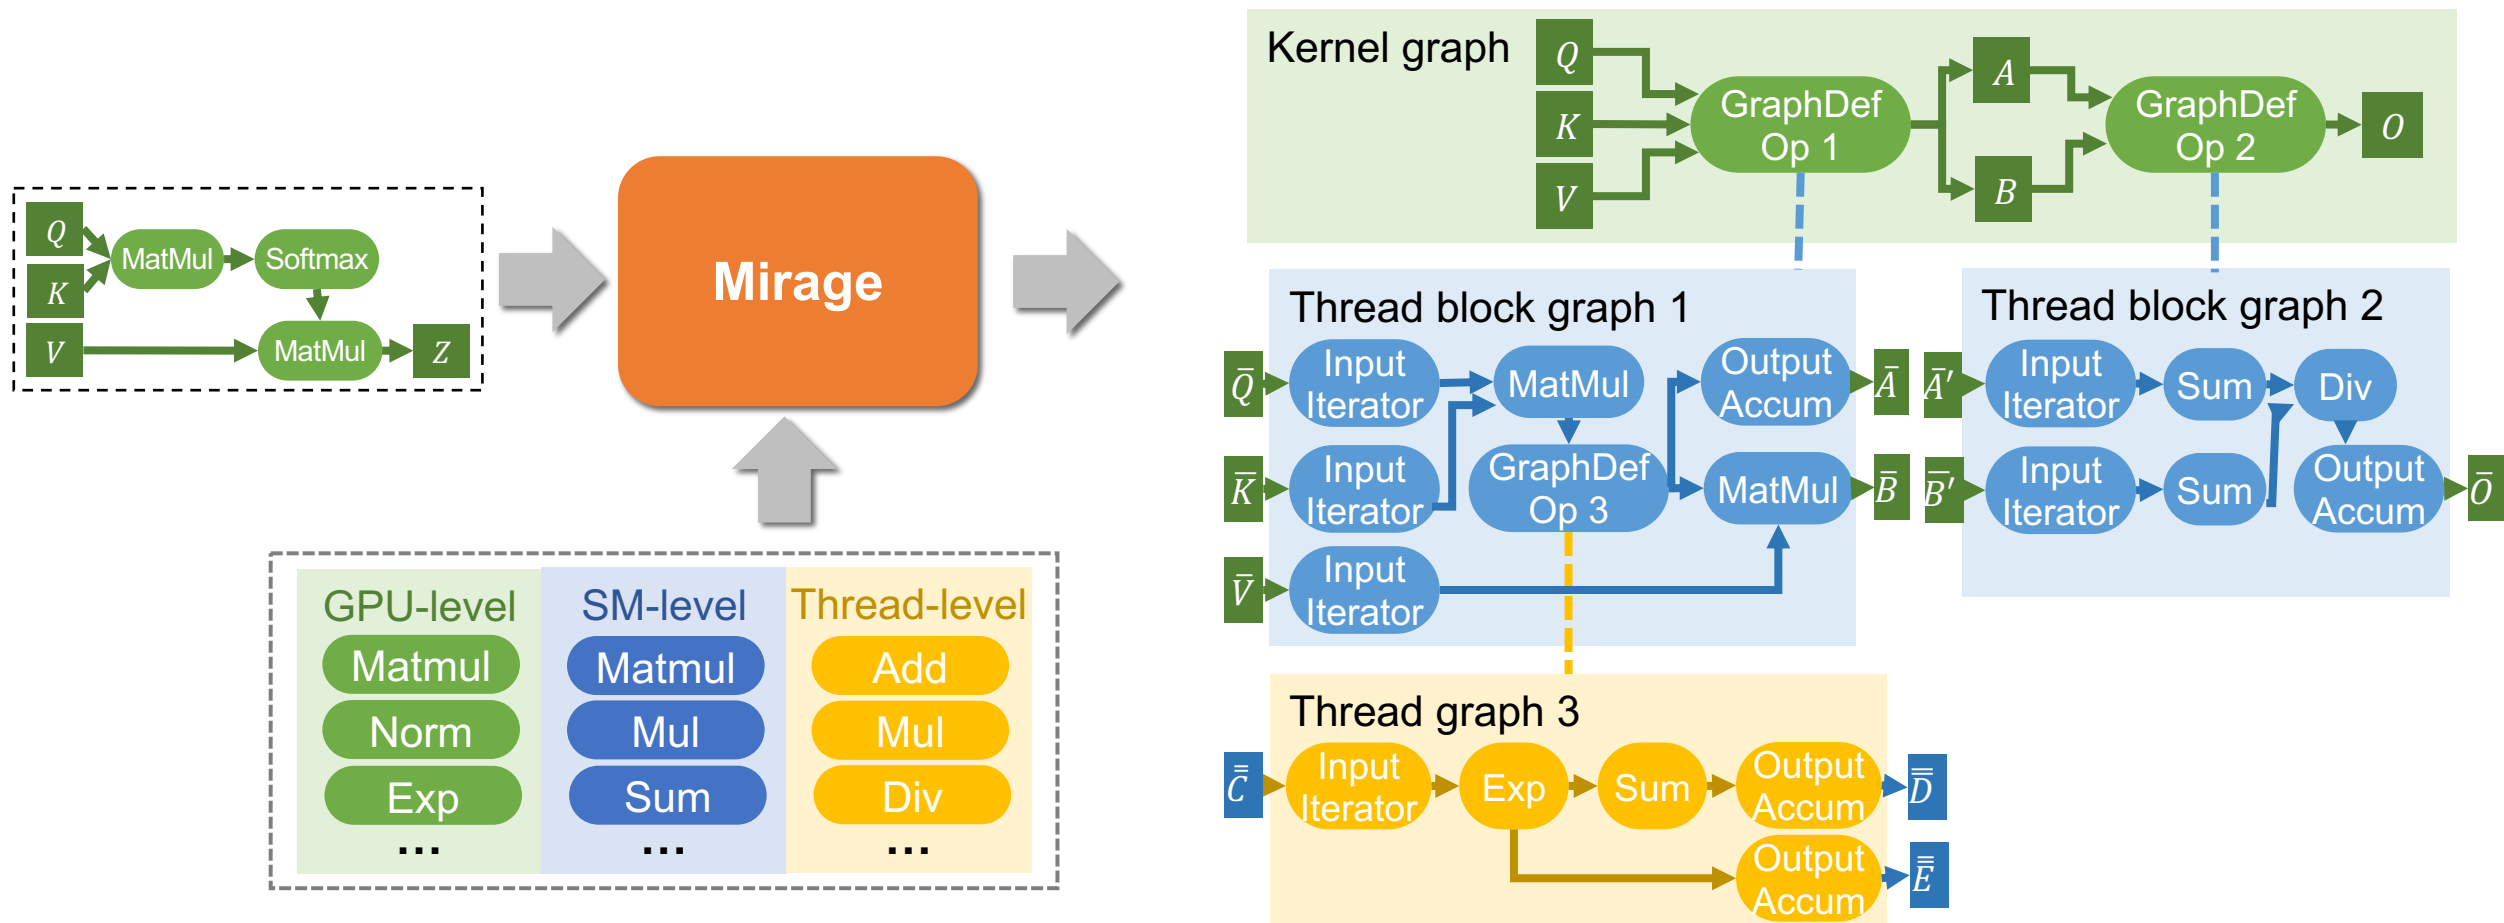 Q
K
V
MatMul
Softmax
MatMul
Z
Mirage
GPU-level
Matmul
Norm
Exp
...
SM-level
Matmul
Mul
Sum
...
Thread-level
Add
Mul
Div
...
Kernel graph
Q
K
V
GraphDef
Op 1
A
B
GraphDef
Op 2
O
Thread block graph 1
Q̄
K̄
V̄
Input
Iterator
Input
Iterator
Input
Iterator
MatMul
GraphDef
Op 3
Output
Accum
MatMul
Ā
B̄
Thread block graph 2
Ā′
B̄′
Input
Iterator
Input
Iterator
Sum
Sum
Div
Output
Accum
Ō
Thread graph 3
C̿
Input
Iterator
Exp
Sum
Output
Accum
Output
Accum
D̿
E̿